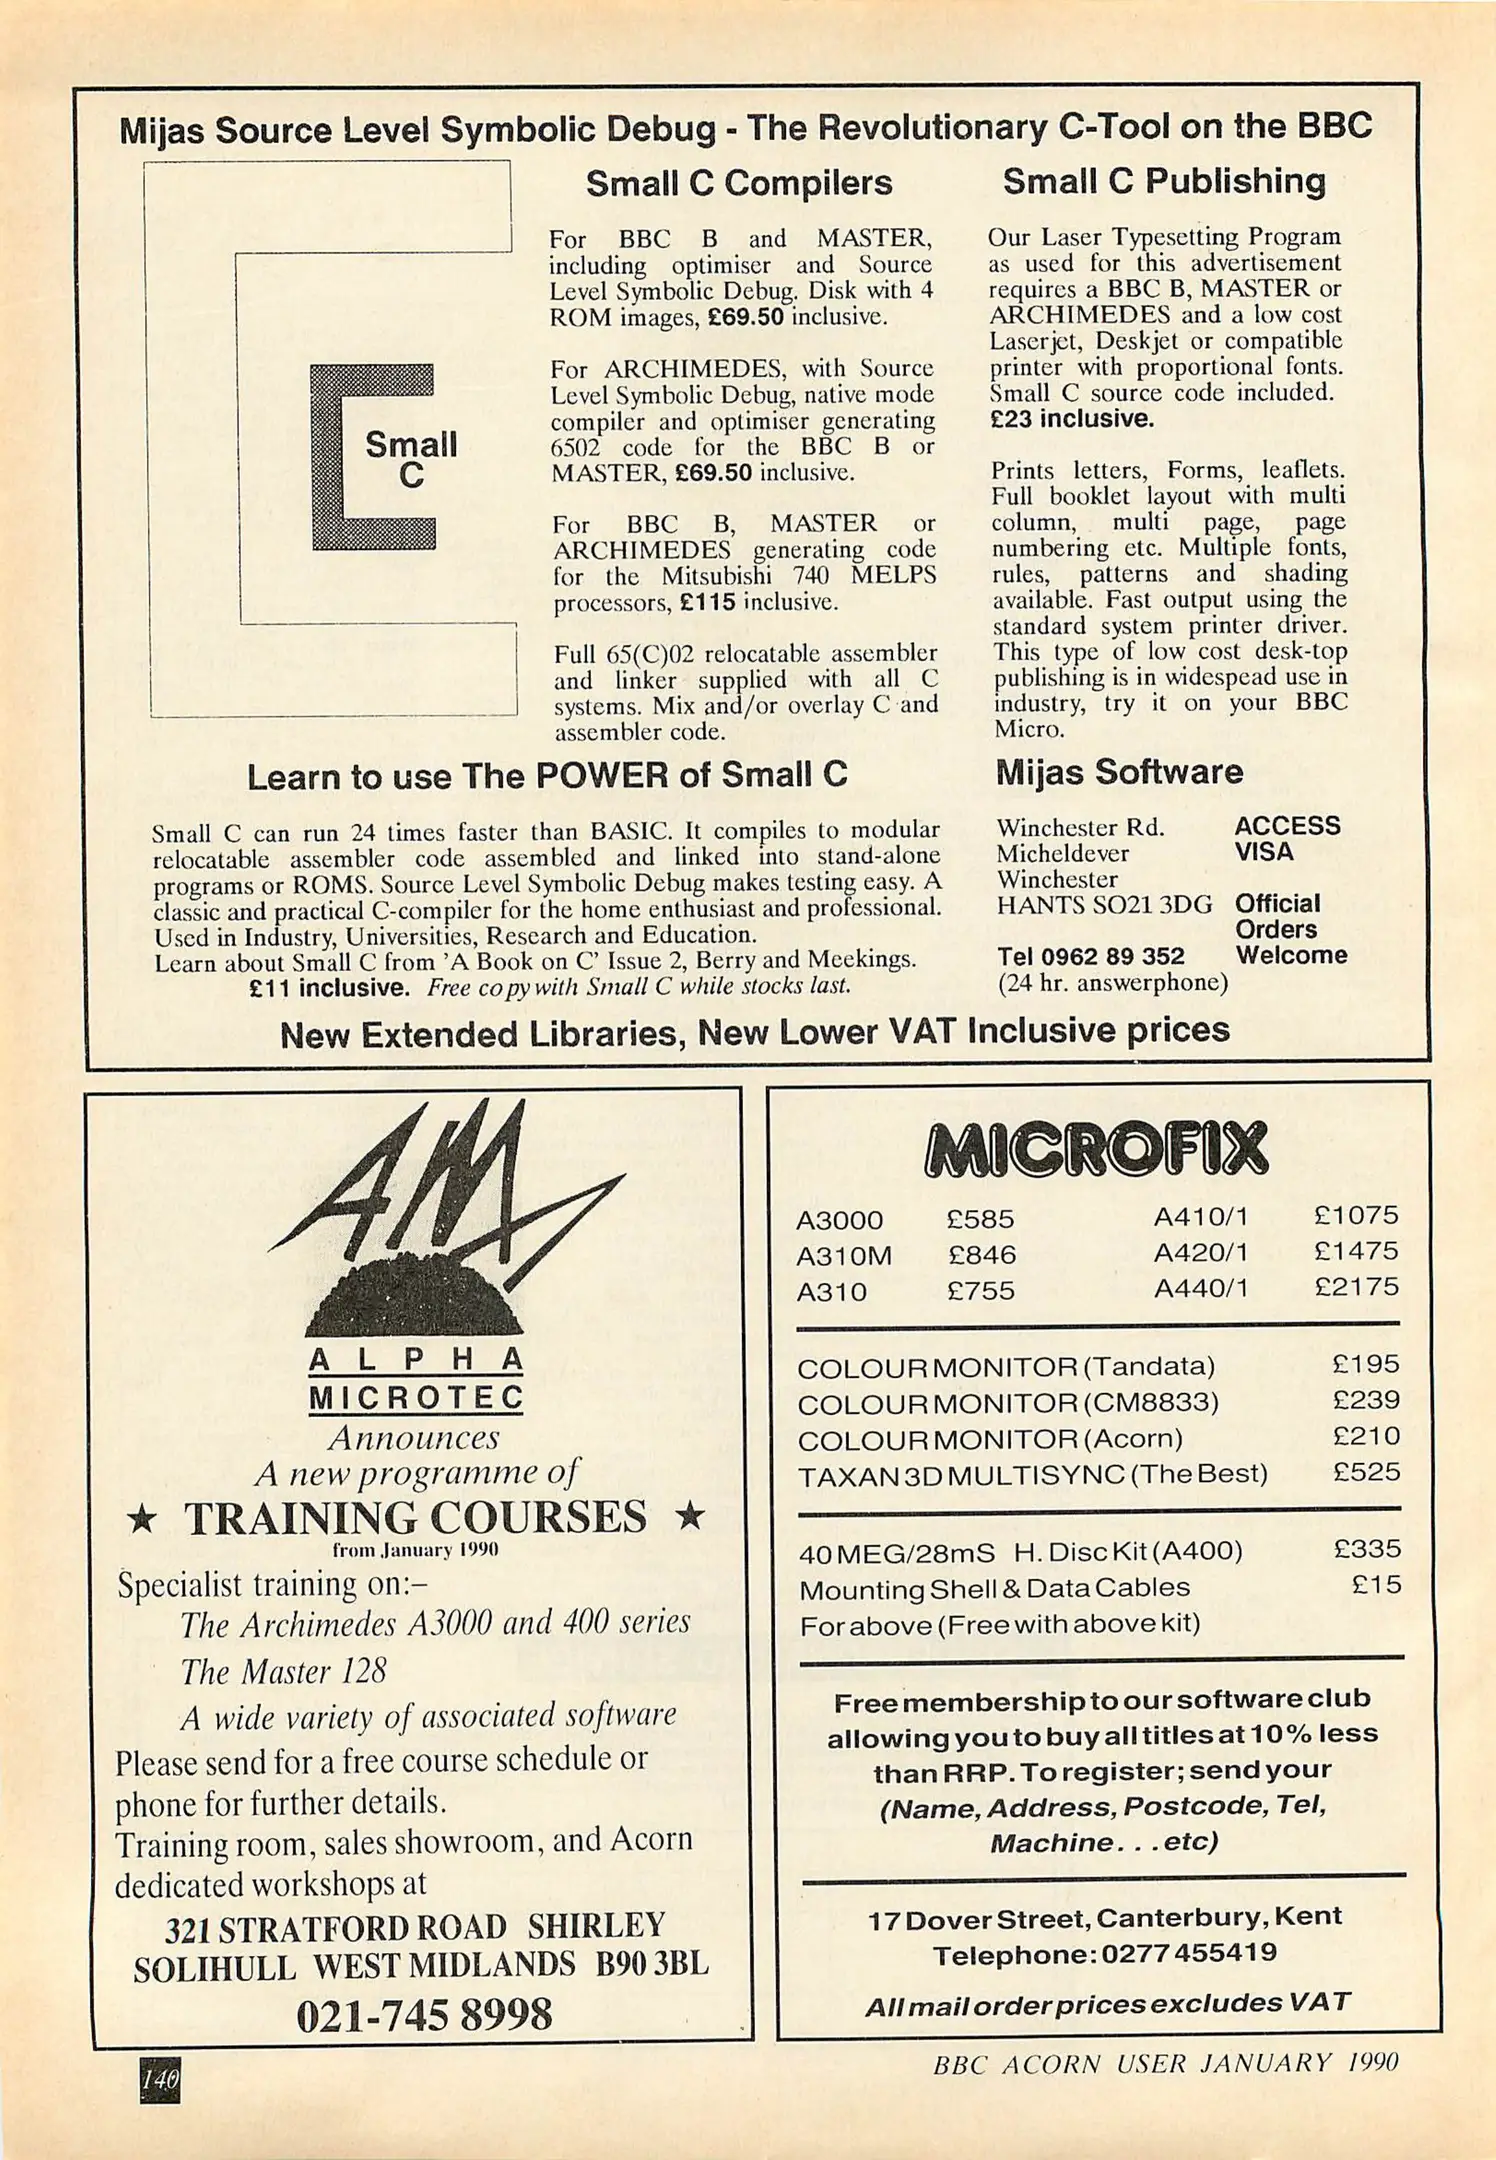 Mijas Source Level Symbolic Debug - The Revolutionary C-Tool on the BBC
Small
C
Small C Compilers
For BBC B and MASTER,
including optimiser and Source
Level Symbolic Debug. Disk with 4
ROM images, £69.50 inclusive.
For ARCHIMEDES, with Source
Level Symbolic Debug, native mode
compiler and optimiser generating
6502 code for the BBC B or
MASTER, £69.50 inclusive.
For BBC B, MASTER or
ARCHIMEDES generating code
for the Mitsubishi 740 MELPS
processors, £115 inclusive.
Full 65(C)02 relocatable assembler
and linker supplied with all C
systems. Mix and/or overlay C and
assembler code.
Small C Publishing
Our Laser Typesetting Program
as used for this advertisement
requires a BBC B, MASTER or
ARCHIMEDES and a low cost
Laserjet, Deskjet or compatible
printer with proportional fonts.
Small C source code included.
£23 inclusive.
Prints letters, Forms, leaflets.
Full booklet layout with multi
column, multi page, page
numbering etc. Multiple fonts,
rules, patterns and shading
available. Fast output using the
standard system printer driver.
This type of low cost desk-top
publishing is in widespead use in
industry, try it on your BBC
Micro.
Learn to use The POWER of Small C
Small C can run 24 times faster than BASIC. It compiles to modular
relocatable assembler code assembled and linked into stand-alone
programs or ROMS. Source Level Symbolic Debug makes testing easy. A
classic and practical C-compiler for the home enthusiast and professional.
Used in Industry, Universities, Research and Education.
Learn about Small C from 'A Book on C' Issue 2, Berry and Meekings.
£11 inclusive. Free copy with Small C while stocks last.
Mijas Software
Winchester Rd. ACCESS
Micheldever VISA
Winchester
HANTS SO21 3DG Official
Orders
Tel 0962 89 352 Welcome
(24 hr. answerphone)
New Extended Libraries, New Lower VAT Inclusive prices
AM
ALPHA
MICROTEC
Announces
A new programme of
★ TRAINING COURSES ★
from January 1990
Specialist training on:–
The Archimedes A3000 and 400 series
The Master 128
A wide variety of associated software
Please send for a free course schedule or
phone for further details.
Training room, sales showroom, and Acorn
dedicated workshops at
321 STRATFORD ROAD SHIRLEY
SOLIHULL WEST MIDLANDS B90 3BL
021-745 8998
MICROFIX
A3000 £585 A410/1 £1075
A310M £846 A420/1 £1475
A310 £755 A440/1 £2175
COLOUR MONITOR (Tandata) £195
COLOUR MONITOR (CM8833) £239
COLOUR MONITOR (Acorn) £210
TAXAN 3D MULTISYNC (The Best) £525
40 MEG/28mS H. Disc Kit (A400) £335
Mounting Shell & Data Cables £15
For above (Free with above kit)
Free membership to our software club
allowing you to buy all titles at 10% less
than RRP. To register; send your
(Name, Address, Postcode, Tel,
Machine. . .etc)
17 Dover Street, Canterbury, Kent
Telephone: 0277 455419
All mail order prices excludes VAT
140
BBC ACORN USER JANUARY 1990